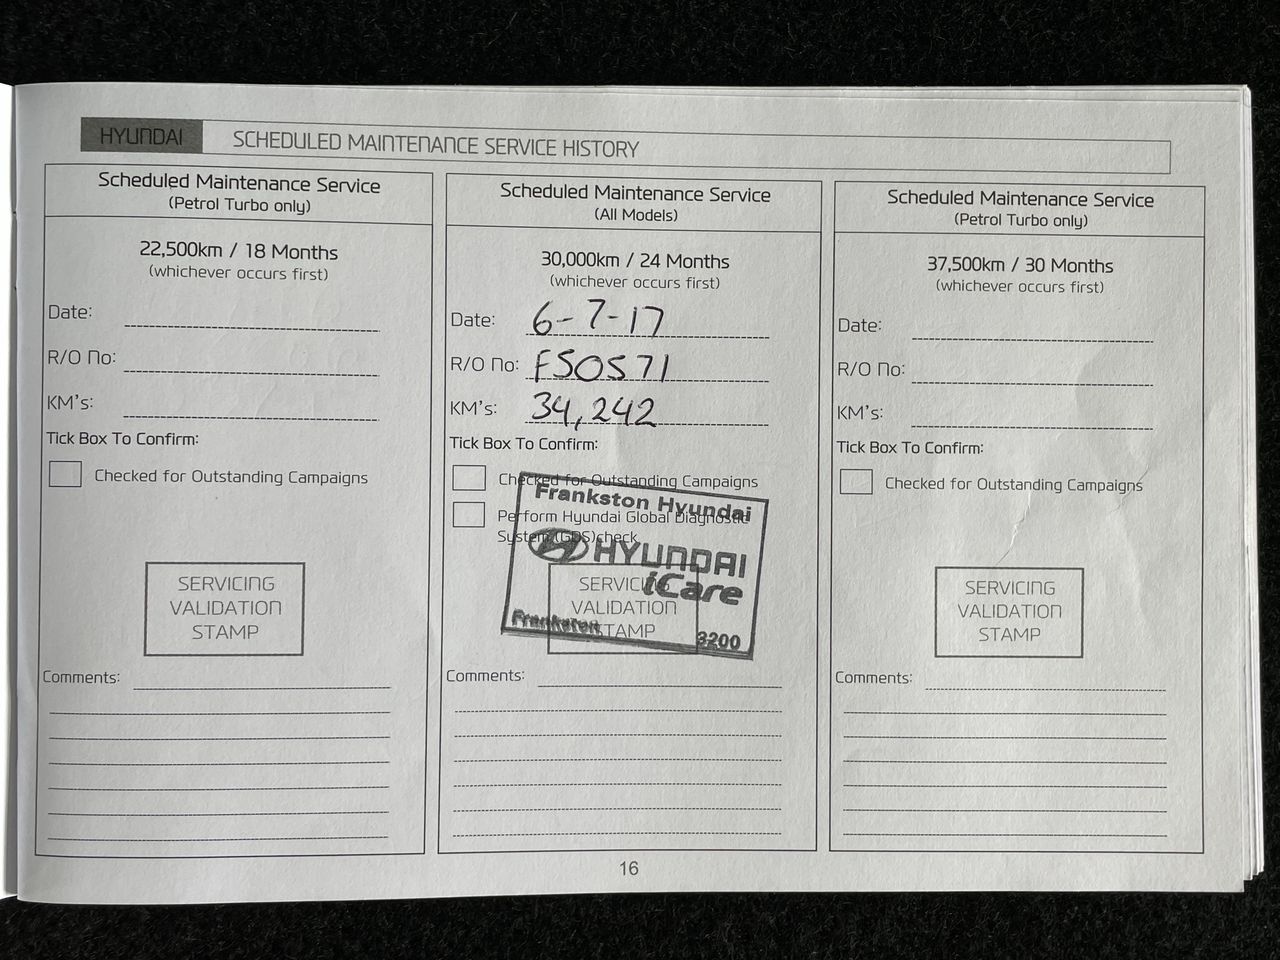 HYUNDAI SCHEDULED MAINTENANCE SERVICE HISTORY
Scheduled Maintenance Service
(Petrol Turbo only)
22,500km / 18 Months
(whichever occurs first)
Date:
R/O No:
KM's:
Tick Box To Confirm:
Checked for Outstanding Campaigns
SERVICING
VALIDATION
STAMP
Comments:
Scheduled Maintenance Service
(All Models)
30,000km / 24 Months
(whichever occurs first)
Date: 6-7-17
R/O No: FS0571
KM's: 34,242
Tick Box To Confirm:
Checked for Outstanding Campaigns
Perform Hyundai Global Diagnostic
System (GDS)check
Frankston Hyundai
HYUNDAI
iCare
Frankston 3200
SERVICING
VALIDATION
STAMP
Comments:
Scheduled Maintenance Service
(Petrol Turbo only)
37,500km / 30 Months
(whichever occurs first)
Date:
R/O No:
KM's:
Tick Box To Confirm:
Checked for Outstanding Campaigns
SERVICING
VALIDATION
STAMP
Comments:
16